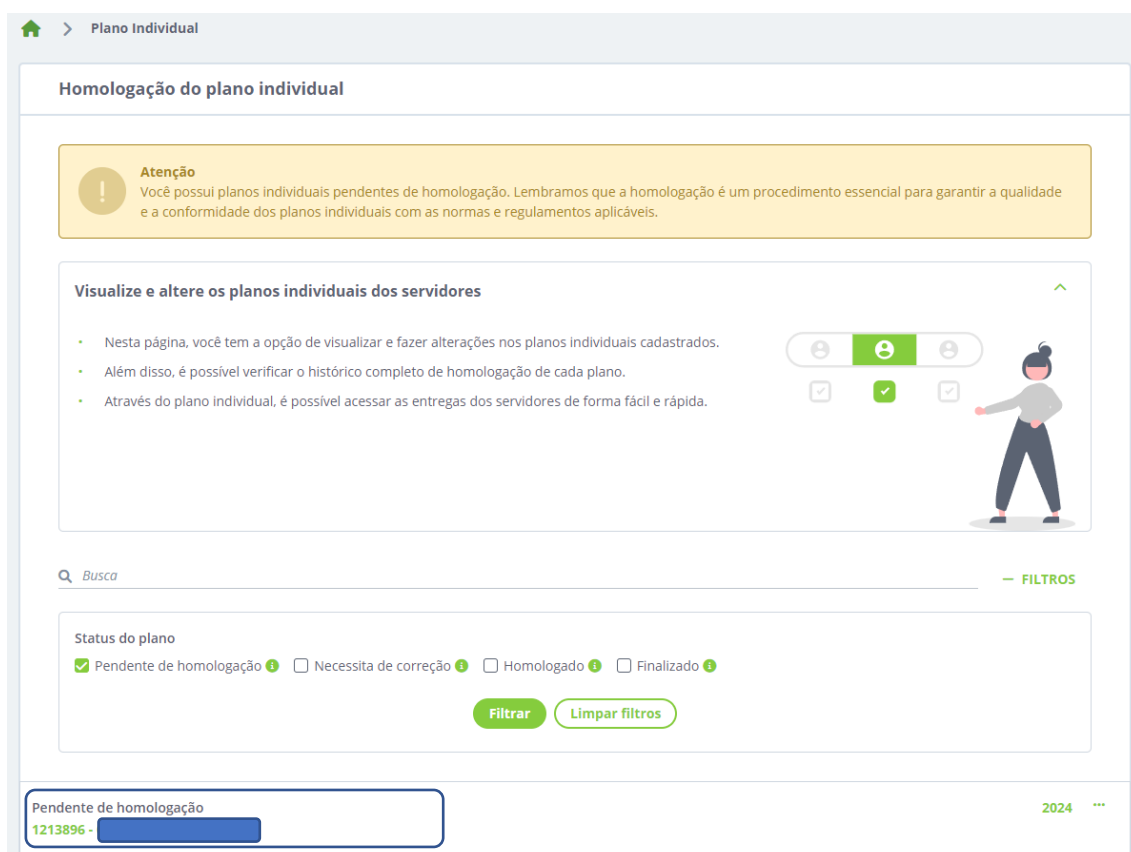 Plano Individual
Homologação do plano individual
Atenção
Você possui planos individuais pendentes de homologação. Lembramos que a homologação é um procedimento essencial para garantir a qualidade
e a conformidade dos planos individuais com as normas e regulamentos aplicáveis.
Visualize e altere os planos individuais dos servidores
Nesta página, você tem a opção de visualizar e fazer alterações nos planos individuais cadastrados.
Além disso, é possível verificar o histórico completo de homologação de cada plano.
Através do plano individual, é possível acessar as entregas dos servidores de forma fácil e rápida.
Busca
— FILTROS
Status do plano
Pendente de homologação Necessita de correção Homologado Finalizado
Filtrar Limpar filtros
Pendente de homologação
2024 ...
1213896 -